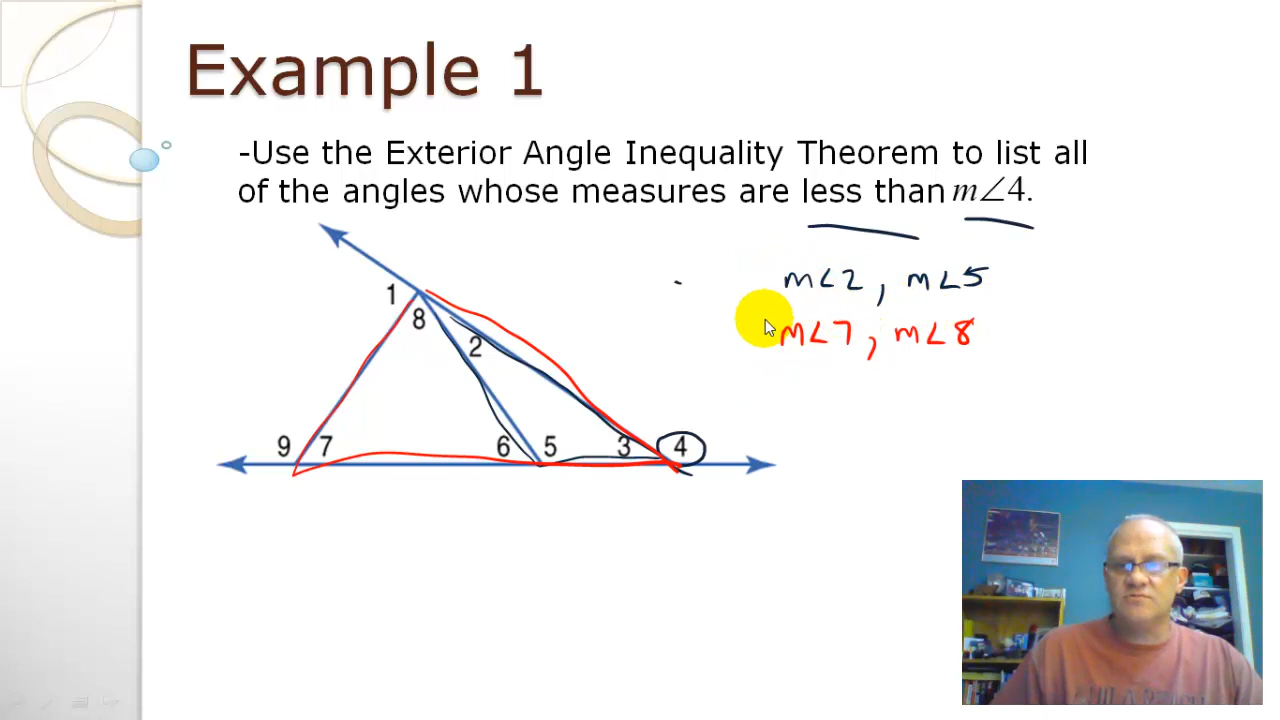 Example 1
-Use the Exterior Angle Inequality Theorem to list all
of the angles whose measures are less than m∠4.
m∠2, m∠5
m∠7, m∠8
1
8
2
9 7 6 5 3 4